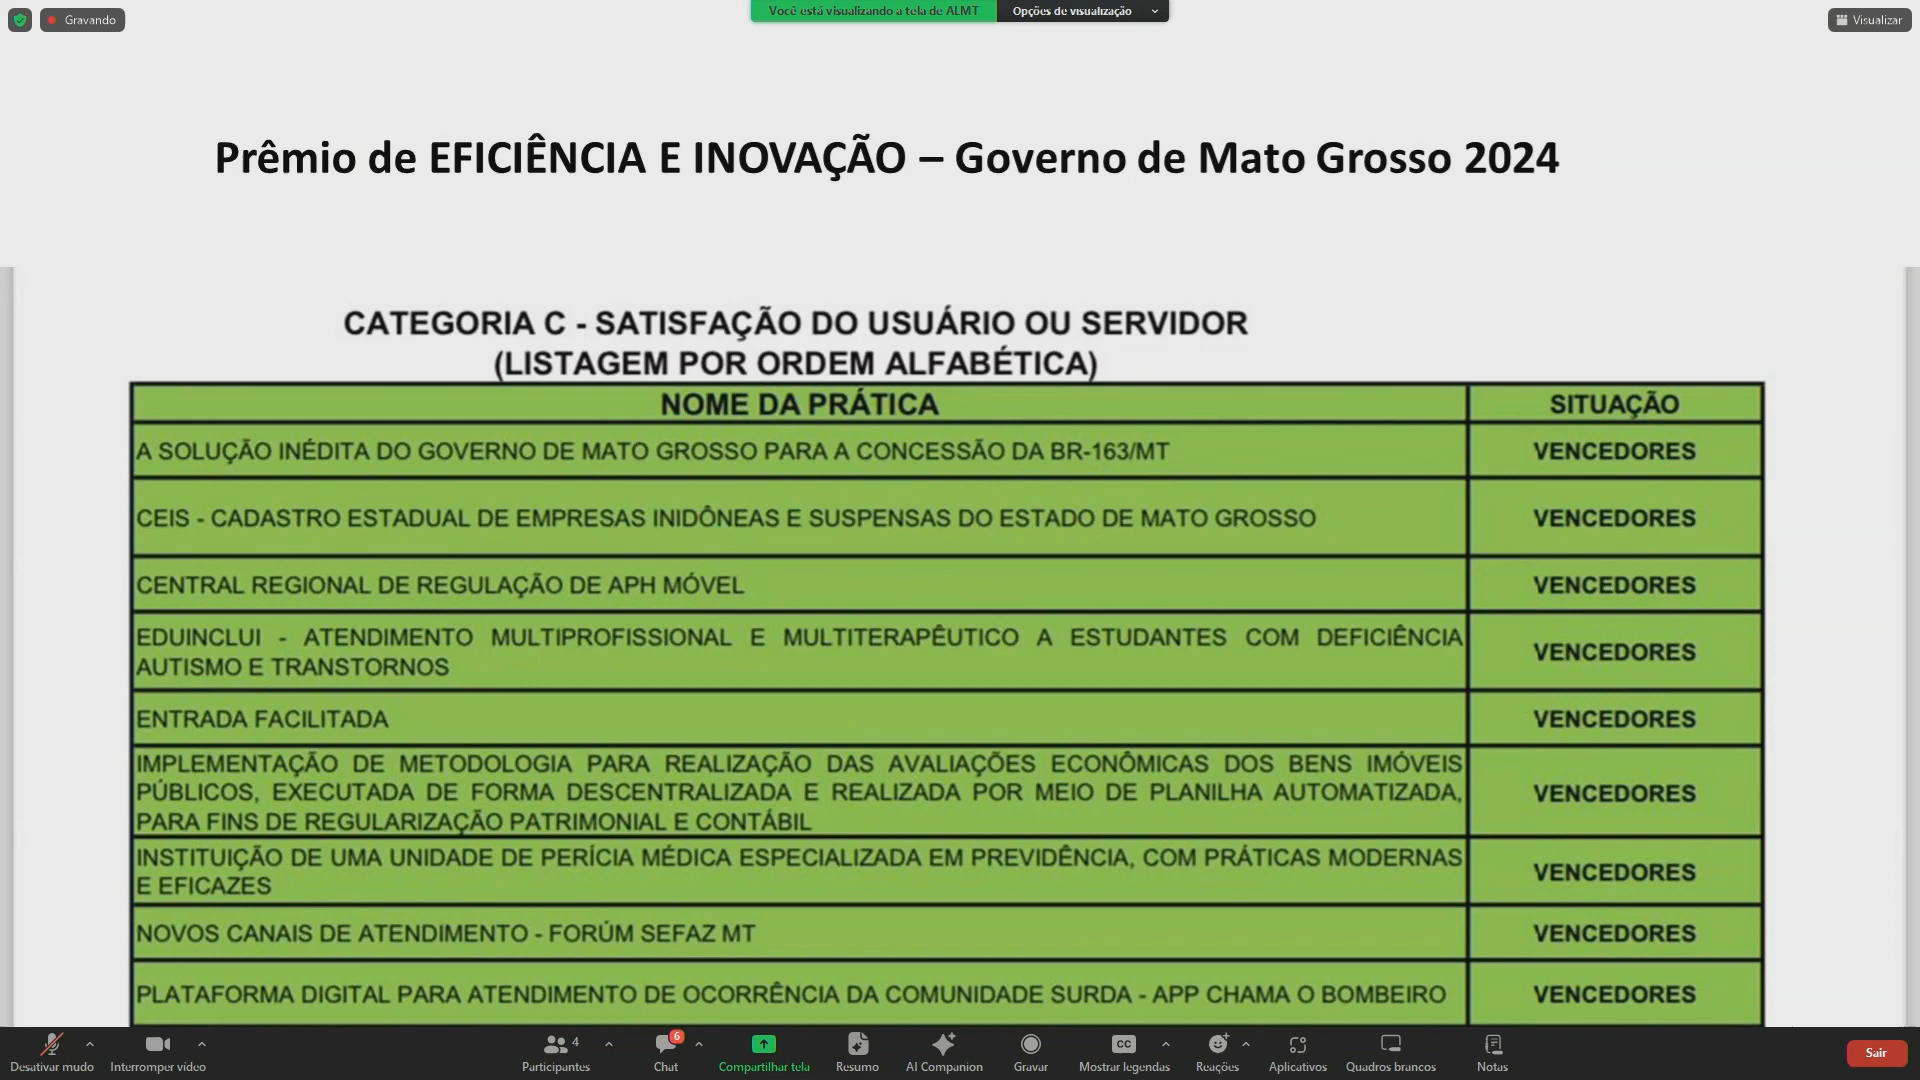 Gravando
Você está visualizando a tela de ALMT
Opções de visualização
Visualizar
Prêmio de EFICIÊNCIA E INOVAÇÃO – Governo de Mato Grosso 2024
CATEGORIA C - SATISFAÇÃO DO USUÁRIO OU SERVIDOR
(LISTAGEM POR ORDEM ALFABÉTICA)
NOME DA PRÁTICA SITUAÇÃO
A SOLUÇÃO INÉDITA DO GOVERNO DE MATO GROSSO PARA A CONCESSÃO DA BR-163/MT VENCEDORES
CEIS - CADASTRO ESTADUAL DE EMPRESAS INIDÔNEAS E SUSPENSAS DO ESTADO DE MATO GROSSO VENCEDORES
CENTRAL REGIONAL DE REGULAÇÃO DE APH MÓVEL VENCEDORES
EDUINCLUI - ATENDIMENTO MULTIPROFISSIONAL E MULTITERAPÊUTICO A ESTUDANTES COM DEFICIÊNCIA
AUTISMO E TRANSTORNOS
VENCEDORES
ENTRADA FACILITADA VENCEDORES
IMPLEMENTAÇÃO DE METODOLOGIA PARA REALIZAÇÃO DAS AVALIAÇÕES ECONÔMICAS DOS BENS IMÓVEIS
PÚBLICOS, EXECUTADA DE FORMA DESCENTRALIZADA E REALIZADA POR MEIO DE PLANILHA AUTOMATIZADA,
PARA FINS DE REGULARIZAÇÃO PATRIMONIAL E CONTÁBIL
VENCEDORES
INSTITUIÇÃO DE UMA UNIDADE DE PERÍCIA MÉDICA ESPECIALIZADA EM PREVIDÊNCIA, COM PRÁTICAS MODERNAS
E EFICAZES
VENCEDORES
NOVOS CANAIS DE ATENDIMENTO - FORÚM SEFAZ MT VENCEDORES
PLATAFORMA DIGITAL PARA ATENDIMENTO DE OCORRÊNCIA DA COMUNIDADE SURDA - APP CHAMA O BOMBEIRO VENCEDORES
4
6
CC
Desativar mudo
Interromper vídeo
Participantes
Chat
Compartilhar tela
Resumo
AI Companion
Gravar
Mostrar legendas
Reações
Aplicativos
Quadros brancos
Notas
Sair